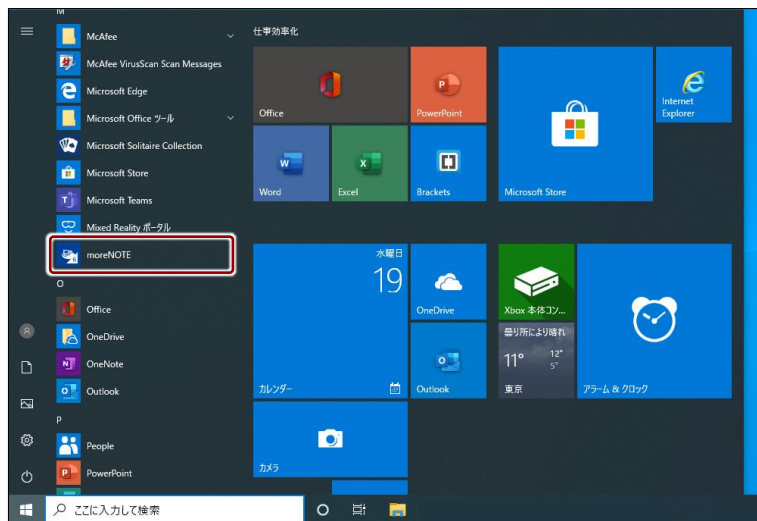 M
McAfee
McAfee VirusScan Scan Messages
Microsoft Edge
Microsoft Office ツール
Microsoft Solitaire Collection
Microsoft Store
Microsoft Teams
Mixed Reality ポータル
moreNOTE
O
Office
OneDrive
OneNote
Outlook
P
People
PowerPoint
仕事効率化
Office
PowerPoint
Word
Excel
Brackets
Microsoft Store
Internet
Explorer
水曜日
19
カレンダー
OneDrive
Outlook
Xbox 本体コン...
曇り所により晴れ
11°
12°
5°
東京
アラーム & クロック
カメラ
ここに入力して検索